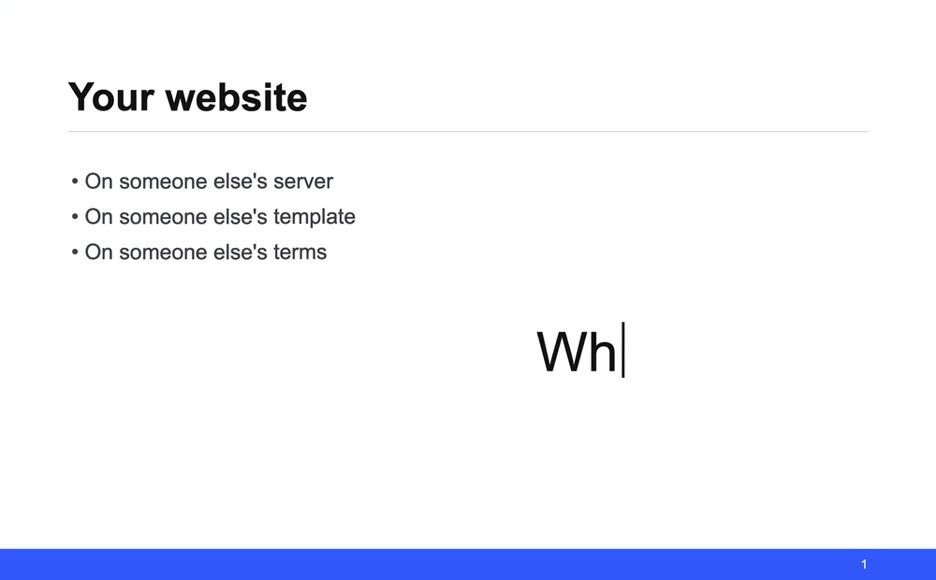 Your website
• On someone else's server
• On someone else's template
• On someone else's terms
Wh
1